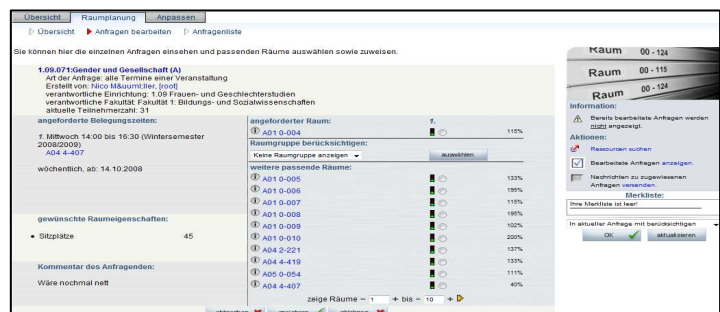 Übersicht Raumplanung Anpassen
Übersicht Anfragen bearbeiten Anfragenliste
Sie können hier die einzelnen Anfragen einsehen und passenden Räume auswählen sowie zuweisen.
1.09.071:Gender und Gesellschaft (A)
Art der Anfrage: alle Termine einer Veranstaltung
Erstellt von: Nico M&uuml;ller, [root]
verantwortliche Einrichtung: 1.09 Frauen- und Geschlechterstudien
verantwortliche Fakultät: Fakultät 1: Bildungs- und Sozialwissenschaften
aktuelle Teilnehmerzahl: 31
angeforderte Belegungszeiten:
1. Mittwoch 14:00 bis 16:30 (Wintersemester
2008/2009)
A04 4-407
wöchentlich, ab: 14.10.2008
gewünschte Raumeigenschaften:
Sitzplätze 45
Kommentar des Anfragenden:
Wäre nochmal nett
angeforderter Raum: 1.
A01 0-004 115%
Raumgruppe berücksichtigen:
Keine Raumgruppe anzeigen auswählen
weitere passende Räume:
A01 0-005 133%
A01 0-006 195%
A01 0-007 115%
A01 0-008 195%
A01 0-009 102%
A01 0-010 200%
A04 2-221 137%
A04 4-419 133%
A05 0-054 111%
A04 4-407 40%
zeige Räume - 1 + bis - 10 +
Raum 00 - 124
Raum 00 - 115
Raum 00 - 124
Information:
Bereits bearbeitete Anfragen werden
nicht angezeigt.
Aktionen:
Ressourcen suchen
Bearbeitete Anfragen anzeigen.
Nachrichten zu zugewiesenen
Anfragen versenden.
Merkliste:
Ihre Merkliste ist leer!
In aktueller Anfrage mit berücksichtigen
OK aktualisieren